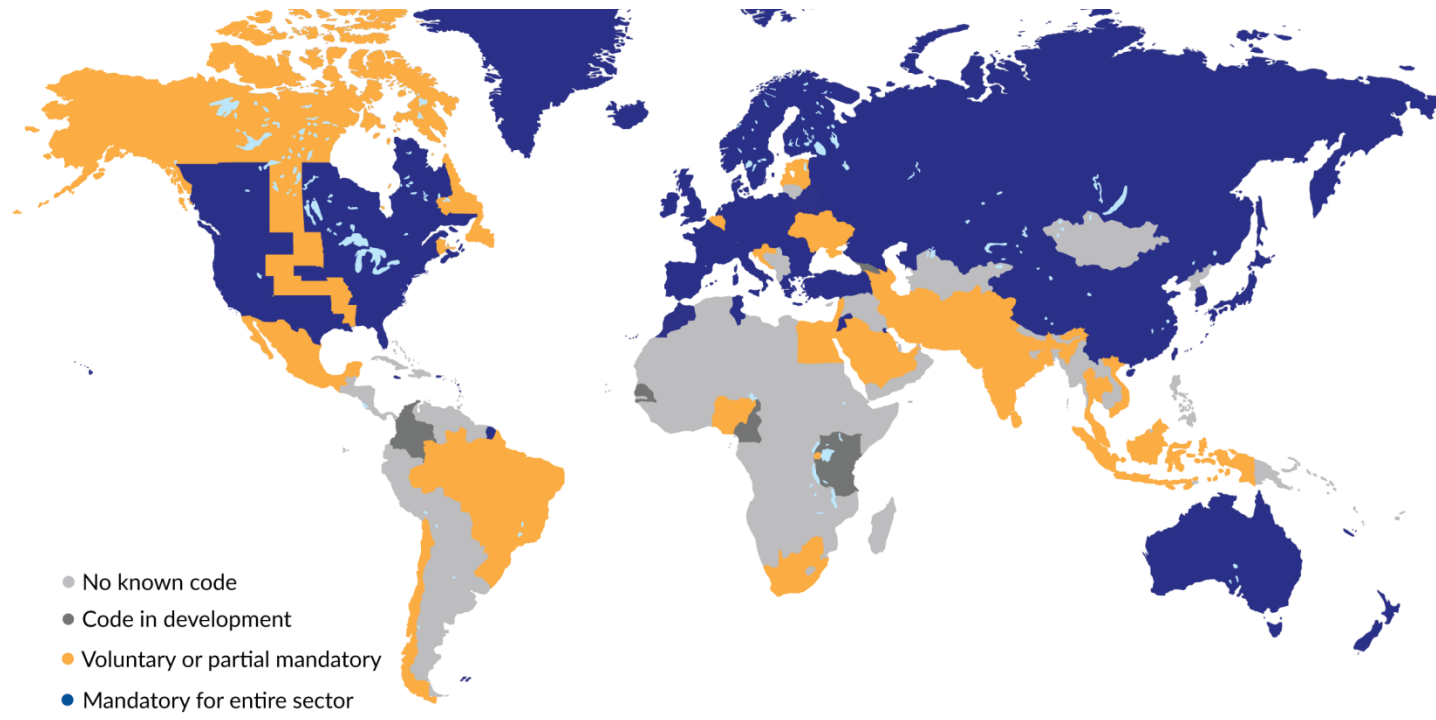 No known code
Code in development
Voluntary or partial mandatory
Mandatory for entire sector